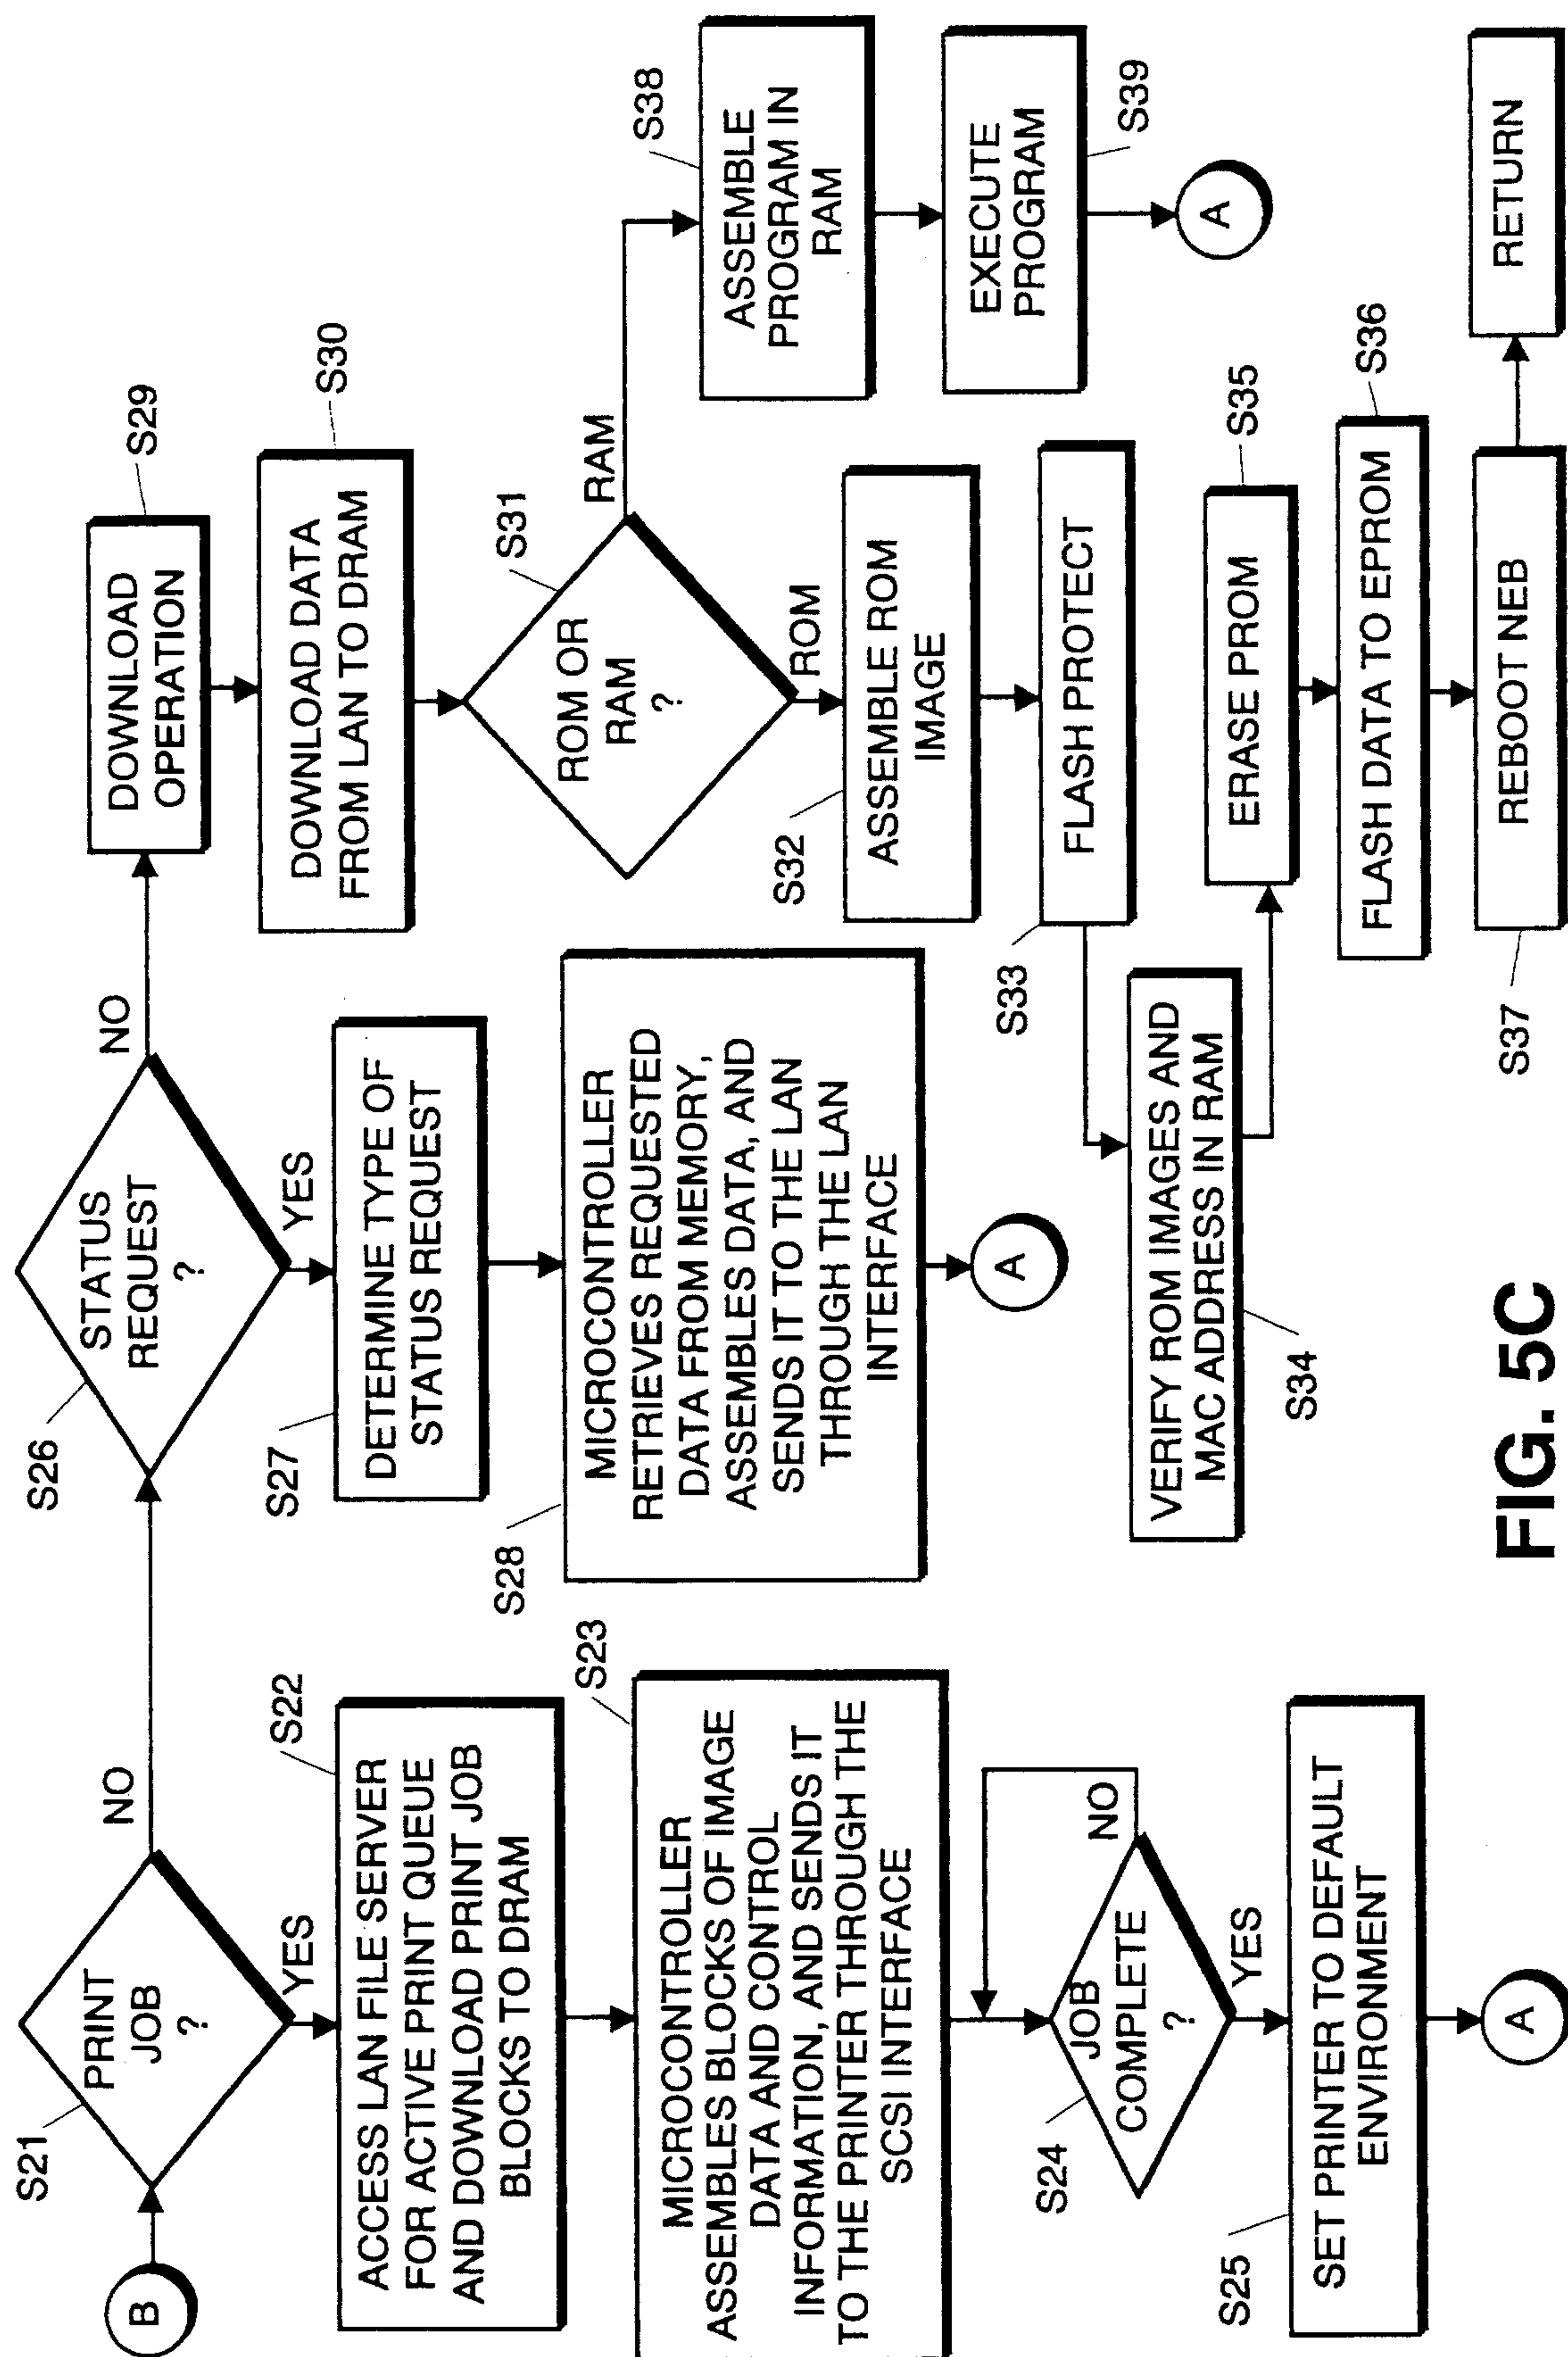 B
S21
PRINT
JOB
?
NO
YES
S22
ACCESS LAN FILE SERVER
FOR ACTIVE PRINT QUEUE
AND DOWNLOAD PRINT JOB
BLOCKS TO DRAM
S23
MICROCONTROLLER
ASSEMBLES BLOCKS OF IMAGE
DATA AND CONTROL
INFORMATION, AND SENDS IT
TO THE PRINTER THROUGH THE
SCSI INTERFACE
S24
JOB
COMPLETE
?
NO
YES
S25
SET PRINTER TO DEFAULT
ENVIRONMENT
A
S26
STATUS
REQUEST
?
NO
YES
S27
DETERMINE TYPE OF
STATUS REQUEST
S28
MICROCONTROLLER
RETRIEVES REQUESTED
DATA FROM MEMORY,
ASSEMBLES DATA, AND
SENDS IT TO THE LAN
THROUGH THE LAN
INTERFACE
A
S29
DOWNLOAD
OPERATION
S30
DOWNLOAD DATA
FROM LAN TO DRAM
S31
ROM OR
RAM
?
RAM
ROM
S32
ASSEMBLE ROM
IMAGE
S33
FLASH PROTECT
S34
VERIFY ROM IMAGES AND
MAC ADDRESS IN RAM
S35
ERASE PROM
S36
FLASH DATA TO EPROM
S37
REBOOT NEB
RETURN
S38
ASSEMBLE
PROGRAM IN
RAM
S39
EXECUTE
PROGRAM
A
FIG. 5C